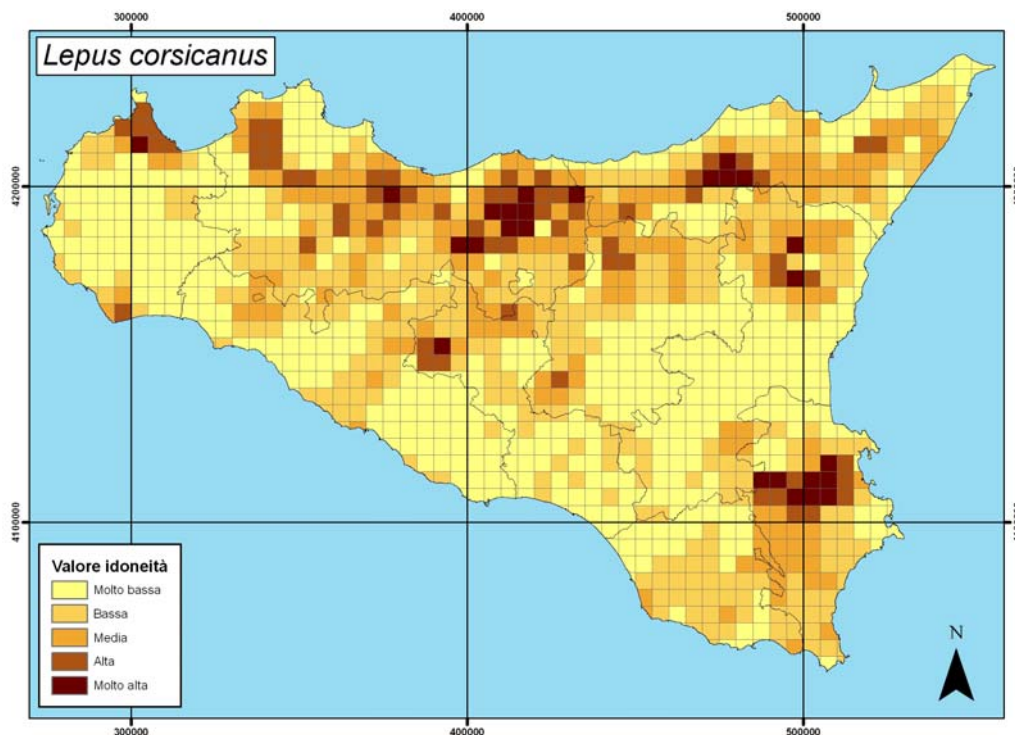 300000 400000 500000
Lepus corsicanus
4200000
4100000
Valore idoneità
Molto bassa
Bassa
Media
Alta
Molto alta
N
300000 400000 500000